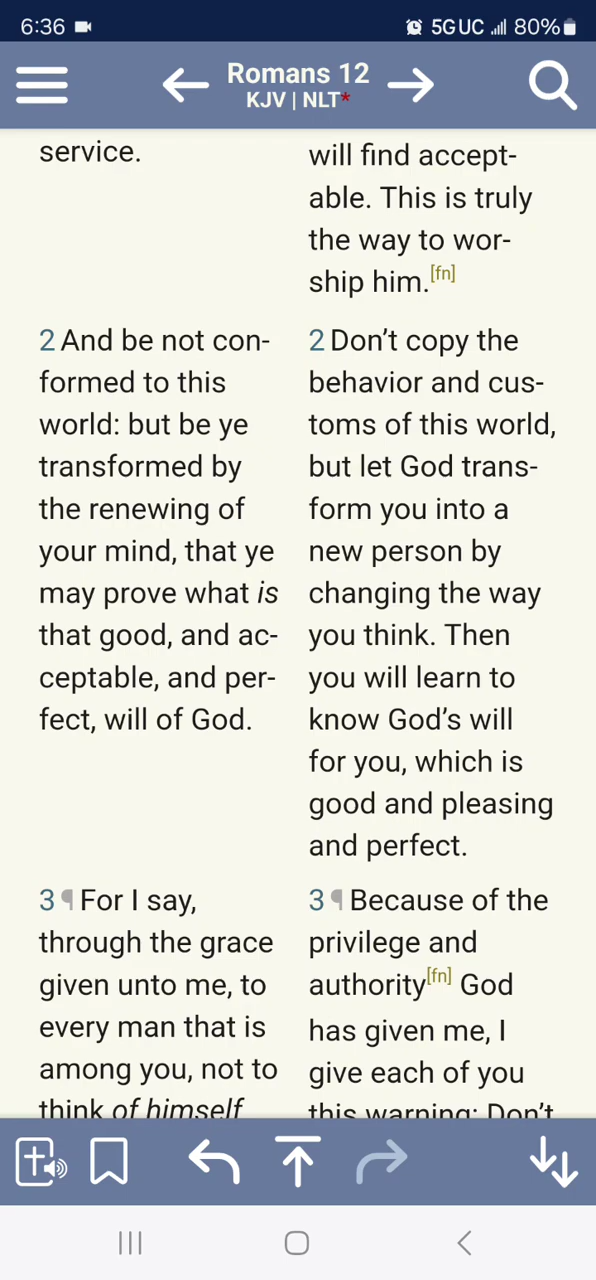 6:36 5G UC 80%
Romans 12
KJV | NLT*
service.
2 And be not con-
formed to this
world: but be ye
transformed by
the renewing of
your mind, that ye
may prove what is
that good, and ac-
ceptable, and per-
fect, will of God.
3 ¶ For I say,
through the grace
given unto me, to
every man that is
among you, not to
think of himself
will find accept-
able. This is truly
the way to wor-
ship him.[fn]
2 Don’t copy the
behavior and cus-
toms of this world,
but let God trans-
form you into a
new person by
changing the way
you think. Then
you will learn to
know God’s will
for you, which is
good and pleasing
and perfect.
3 ¶ Because of the
privilege and
authority[fn] God
has given me, I
give each of you
this warning: Don’t